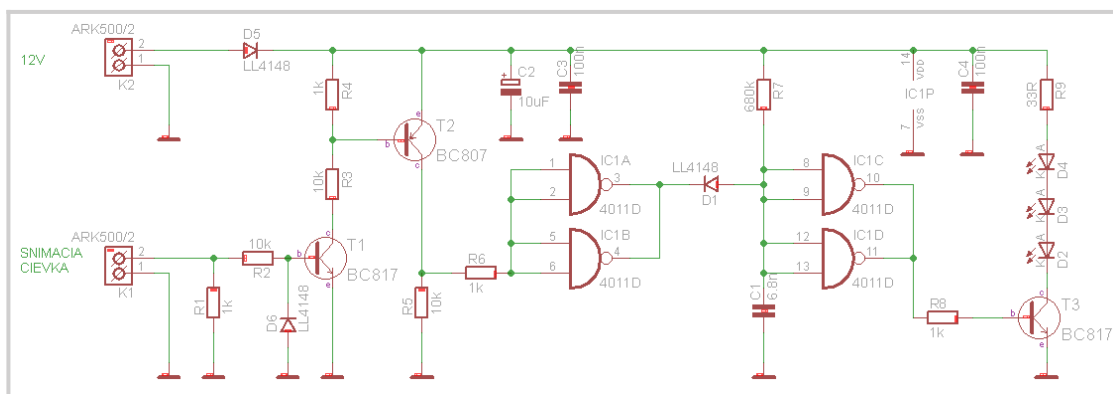 ARK500/2
2
1
K2
12V
D5
LL4148
1k
R4
b
e
c
T2
BC807
10k
R3
C2
+
10uF
C3
100n
680k
R7
14
VDD
IC1P
7
VSS
C4
100n
33R
R9
A
K
D4
A
K
D3
A
K
D2
SNIMACIA
CIEVKA
ARK500/2
2
1
K1
10k
R2
R1
1k
D6
LL4148
b
c
e
T1
BC817
R5
10k
R6
1k
1
2
3
IC1A
4011D
5
6
4
IC1B
4011D
LL4148
D1
8
9
10
IC1C
4011D
12
13
11
IC1D
4011D
C1
6.8n
R8
1k
b
c
e
T3
BC817